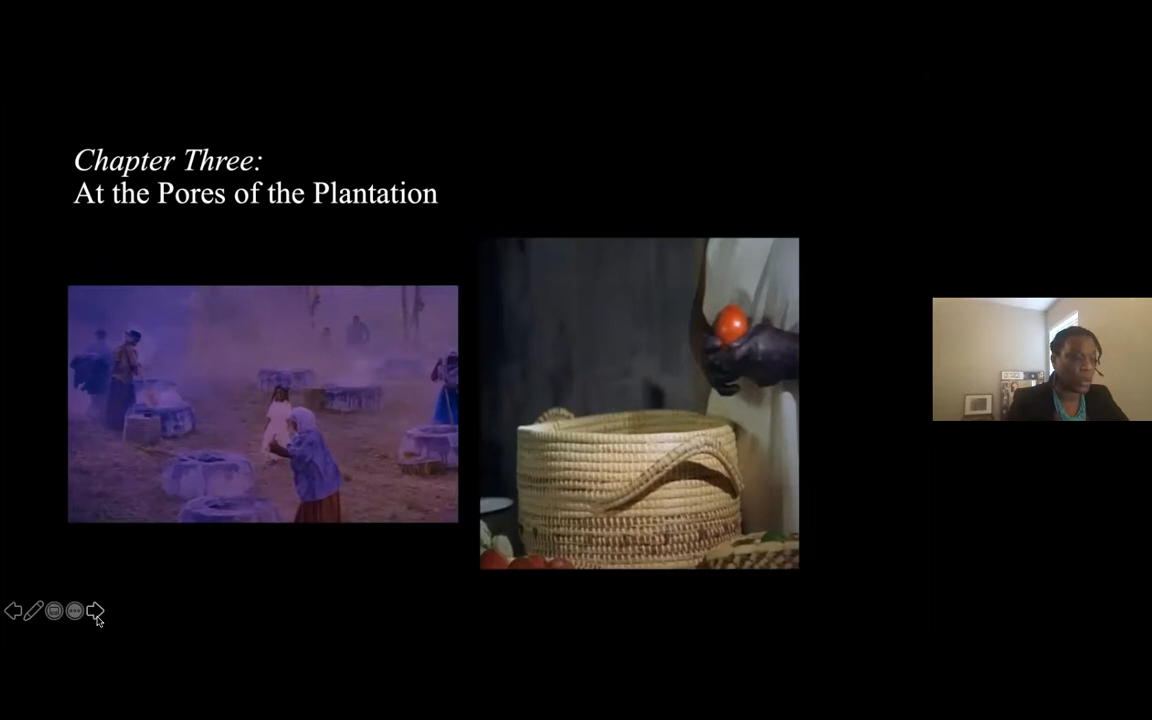 Chapter Three:
At the Pores of the Plantation